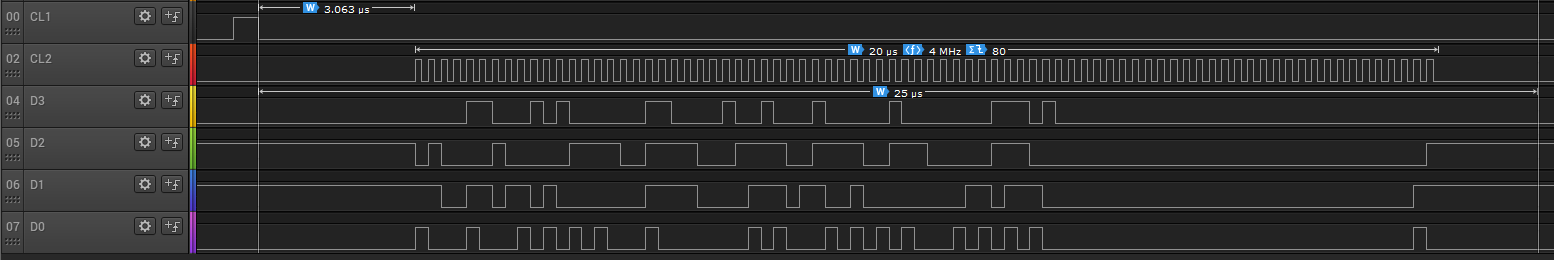 00 CL1 W 3.063 µs
02 CL2 W 20 µs ⟨ƒ⟩ 4 MHz Σ 80
04 D3 W 25 µs
05 D2
06 D1
07 D0